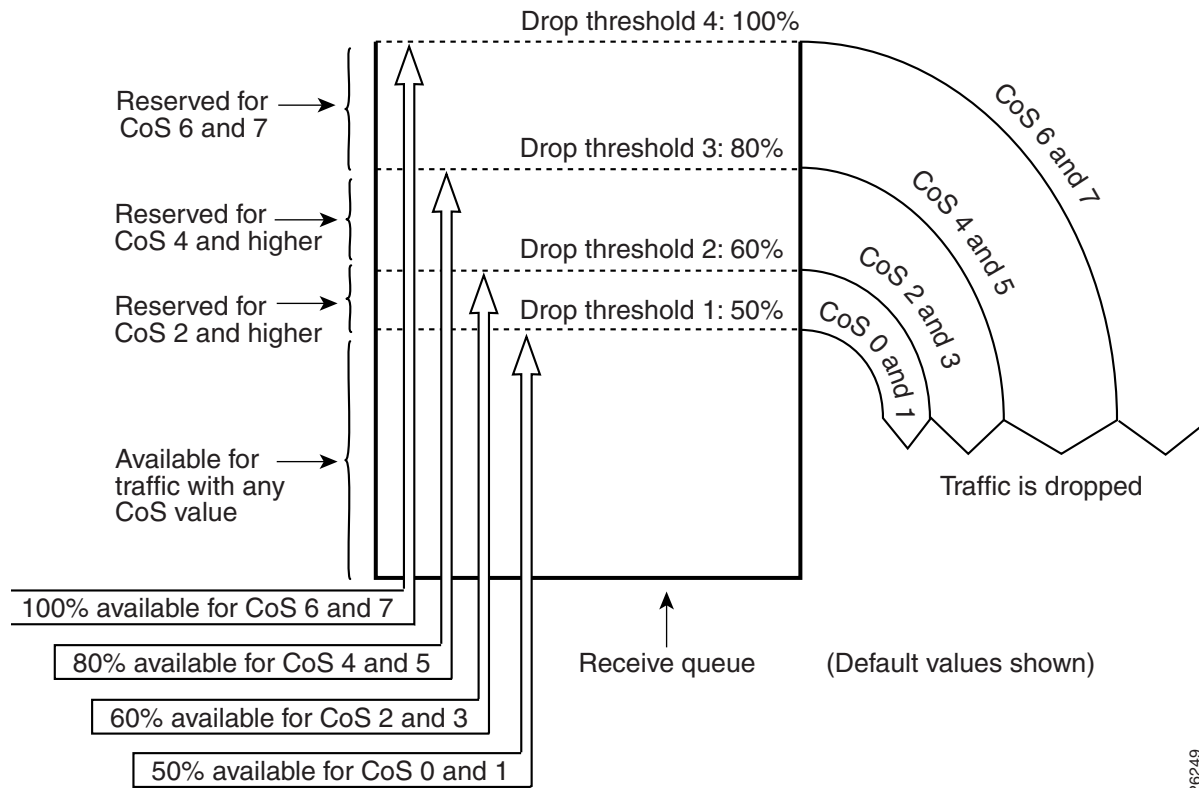 Drop threshold 4: 100%
Reserved for
CoS 6 and 7
CoS 6 and 7
Drop threshold 3: 80%
Reserved for
CoS 4 and higher
CoS 4 and 5
Drop threshold 2: 60%
Reserved for
CoS 2 and higher
CoS 2 and 3
Drop threshold 1: 50%
CoS 0 and 1
Available for
traffic with any
CoS value
Traffic is dropped
100% available for CoS 6 and 7
80% available for CoS 4 and 5
Receive queue
(Default values shown)
60% available for CoS 2 and 3
50% available for CoS 0 and 1
26249